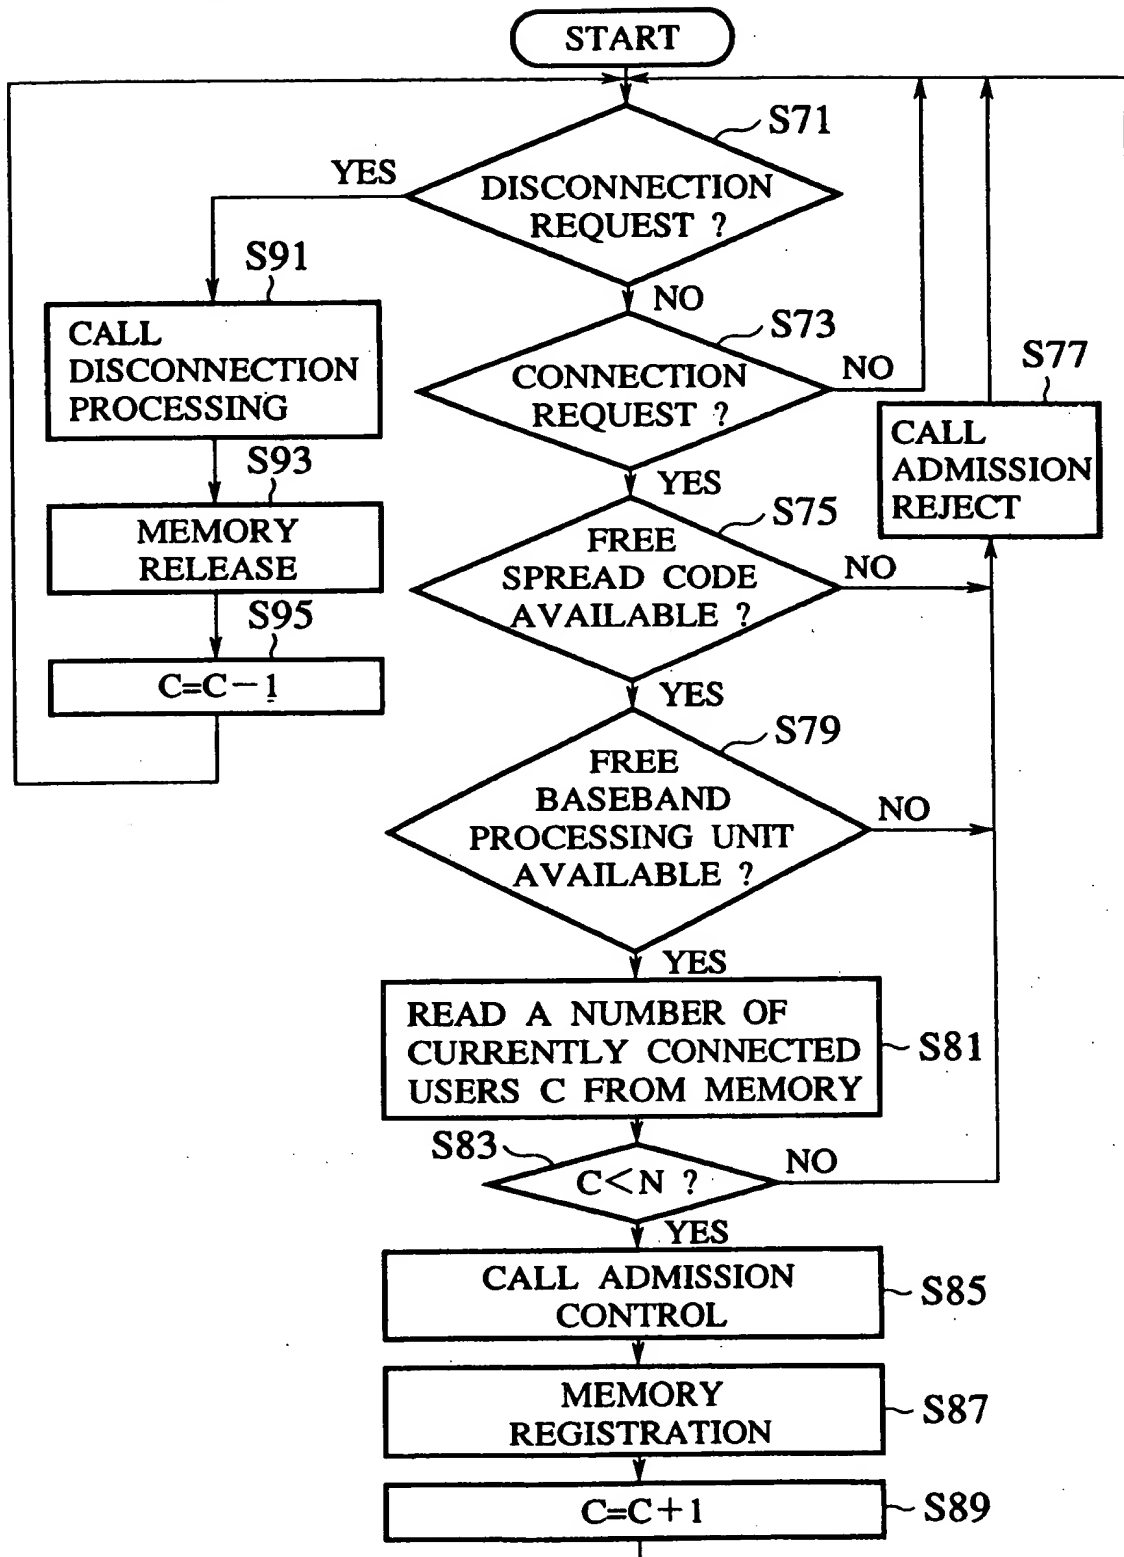 START
S71
YES
DISCONNECTION
REQUEST ?
S91
NO
CALL
DISCONNECTION
PROCESSING
S73
CONNECTION
REQUEST ?
NO
S77
CALL
ADMISSION
REJECT
S93
YES
MEMORY
RELEASE
S75
FREE
SPREAD CODE
AVAILABLE ?
NO
S95
C=C-1
YES
S79
FREE
BASEBAND
PROCESSING UNIT
AVAILABLE ?
NO
YES
READ A NUMBER OF
CURRENTLY CONNECTED
USERS C FROM MEMORY
S81
S83
C<N ?
NO
YES
CALL ADMISSION
CONTROL
S85
MEMORY
REGISTRATION
S87
C=C+1
S89